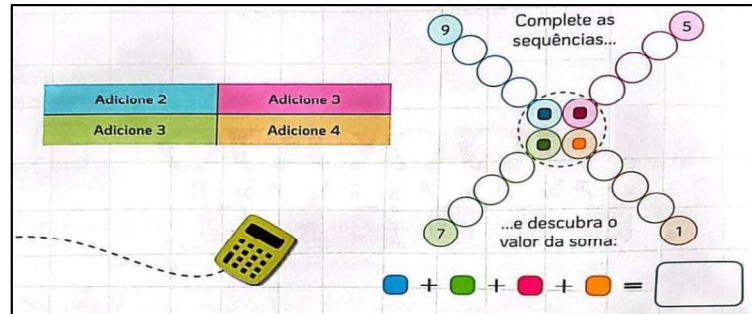 9
Complete as
sequências...
5
Adicione 2
Adicione 3
Adicione 3
Adicione 4
7
...e descubra o
valor da soma:
1
+ + + =